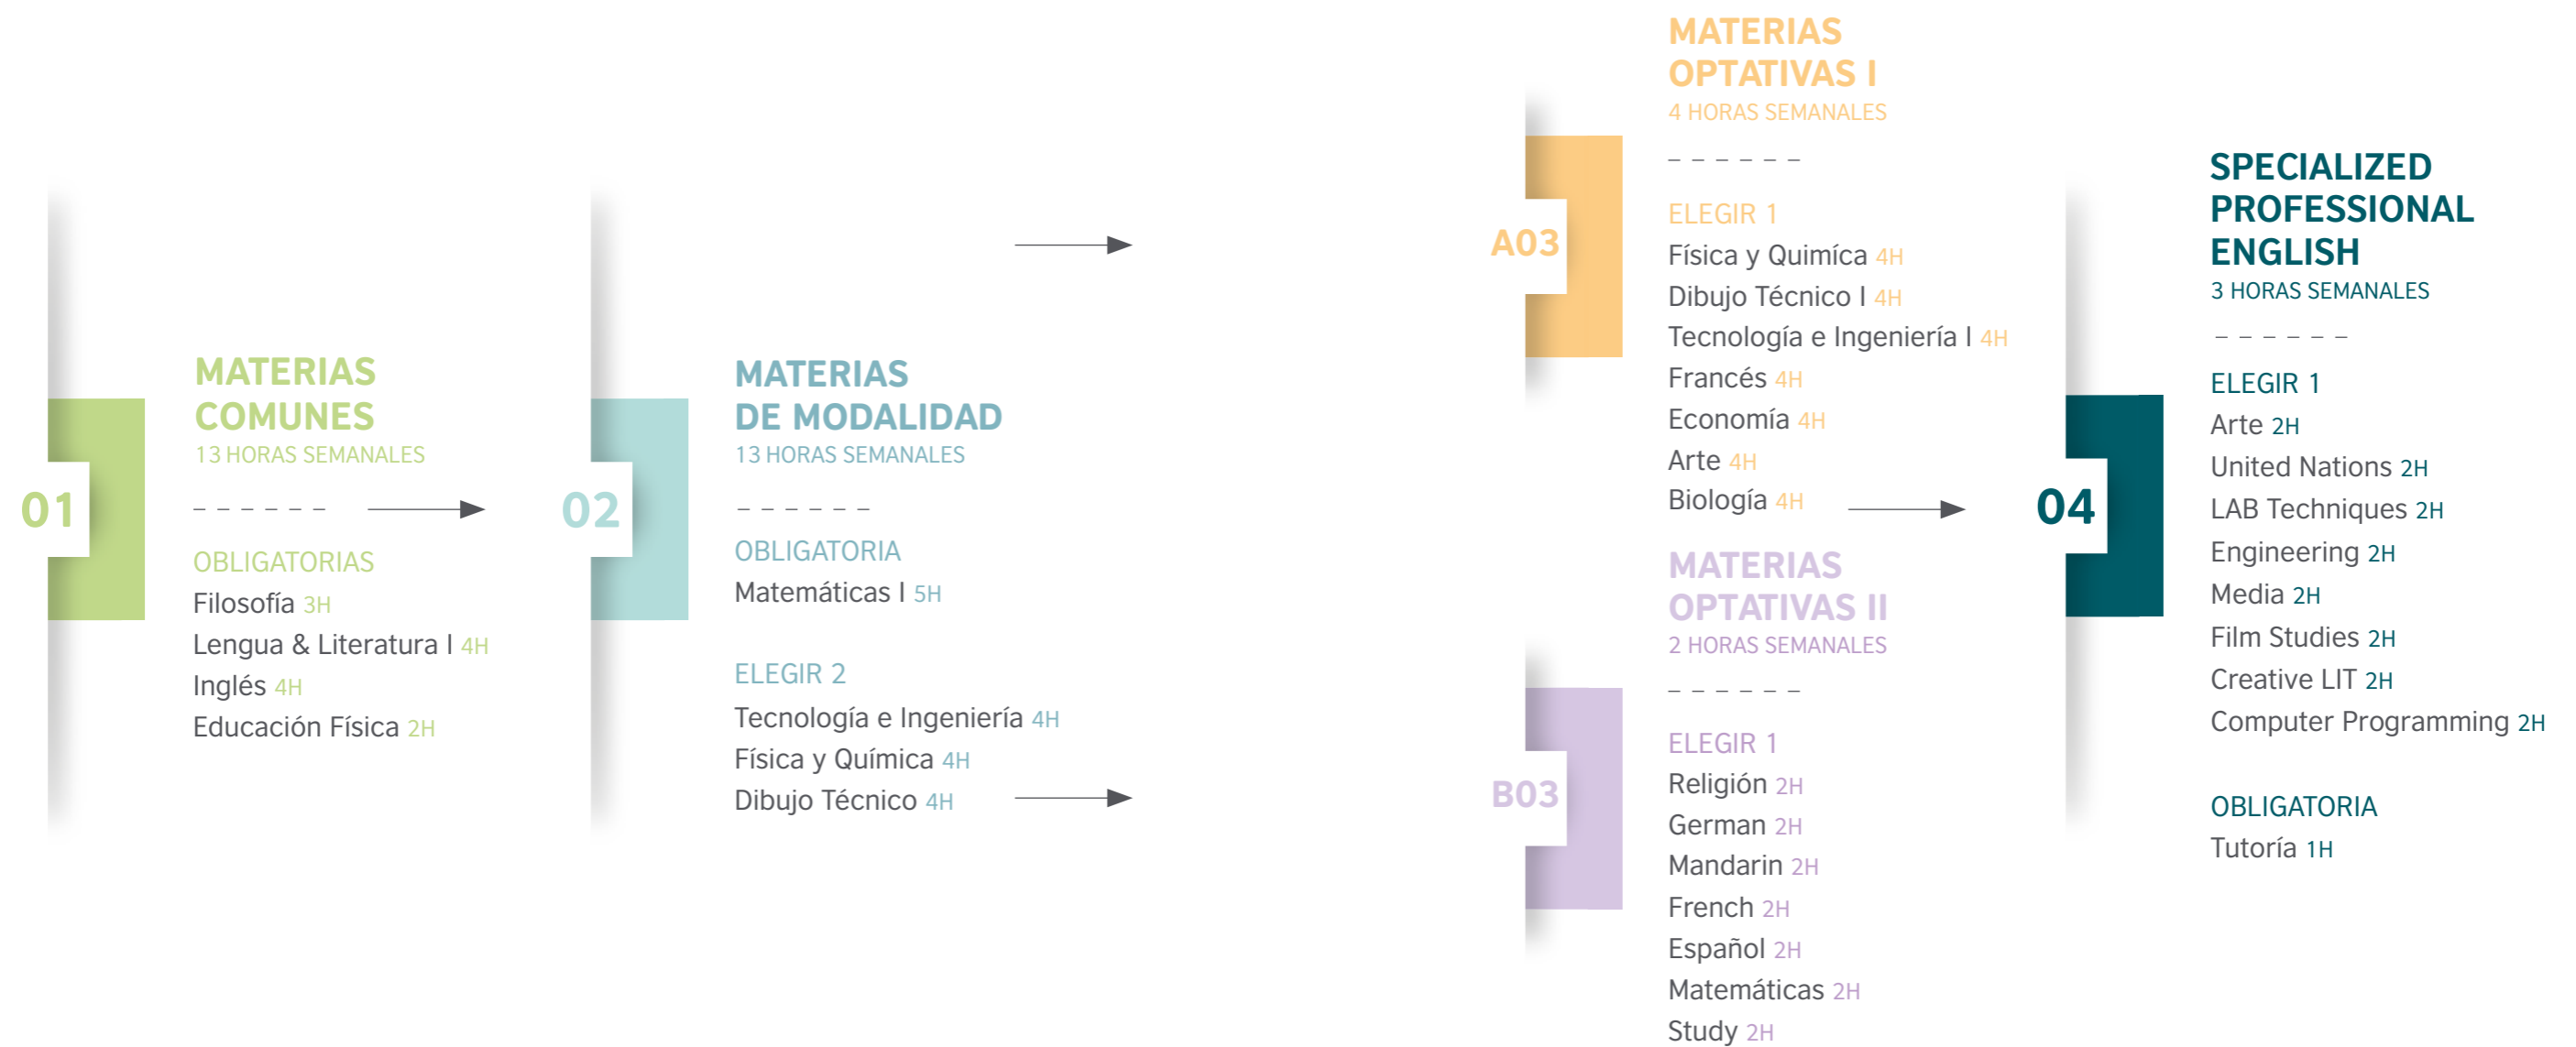 01
MATERIAS
COMUNES
13 HORAS SEMANALES
OBLIGATORIAS
Filosofía 3H
Lengua & Literatura I 4H
Inglés 4H
Educación Física 2H
02
MATERIAS
DE MODALIDAD
13 HORAS SEMANALES
OBLIGATORIA
Matemáticas I 5H
ELEGIR 2
Tecnología e Ingeniería 4H
Física y Química 4H
Dibujo Técnico 4H
A03
MATERIAS
OPTATIVAS I
4 HORAS SEMANALES
ELEGIR 1
Física y Quimíca 4H
Dibujo Técnico I 4H
Tecnología e Ingeniería I 4H
Francés 4H
Economía 4H
Arte 4H
Biología 4H
B03
MATERIAS
OPTATIVAS II
2 HORAS SEMANALES
ELEGIR 1
Religión 2H
German 2H
Mandarin 2H
French 2H
Español 2H
Matemáticas 2H
Study 2H
04
SPECIALIZED
PROFESSIONAL
ENGLISH
3 HORAS SEMANALES
ELEGIR 1
Arte 2H
United Nations 2H
LAB Techniques 2H
Engineering 2H
Media 2H
Film Studies 2H
Creative LIT 2H
Computer Programming 2H
OBLIGATORIA
Tutoría 1H